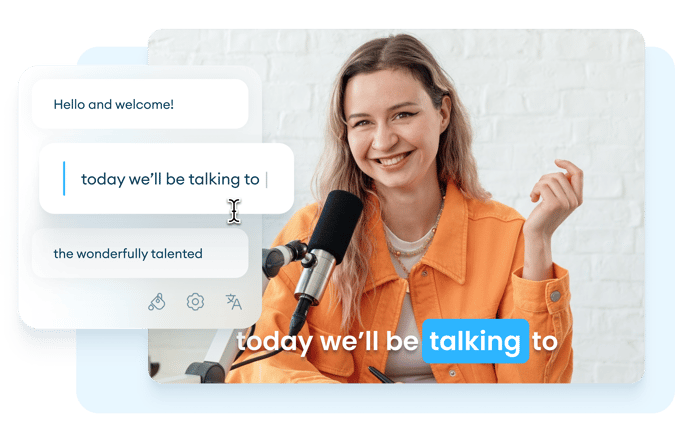 Hello and welcome!
today we’ll be talking to
the wonderfully talented
today we’ll be talking to